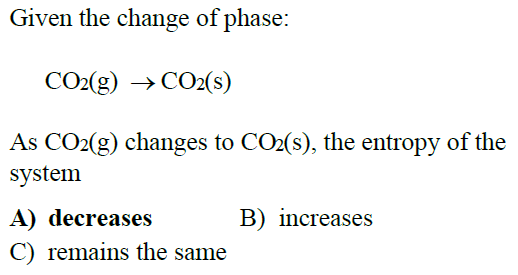 Given the change of phase:
CO2(g) → CO2(s)
As CO2(g) changes to CO2(s), the entropy of the
system
A) decreases B) increases
C) remains the same